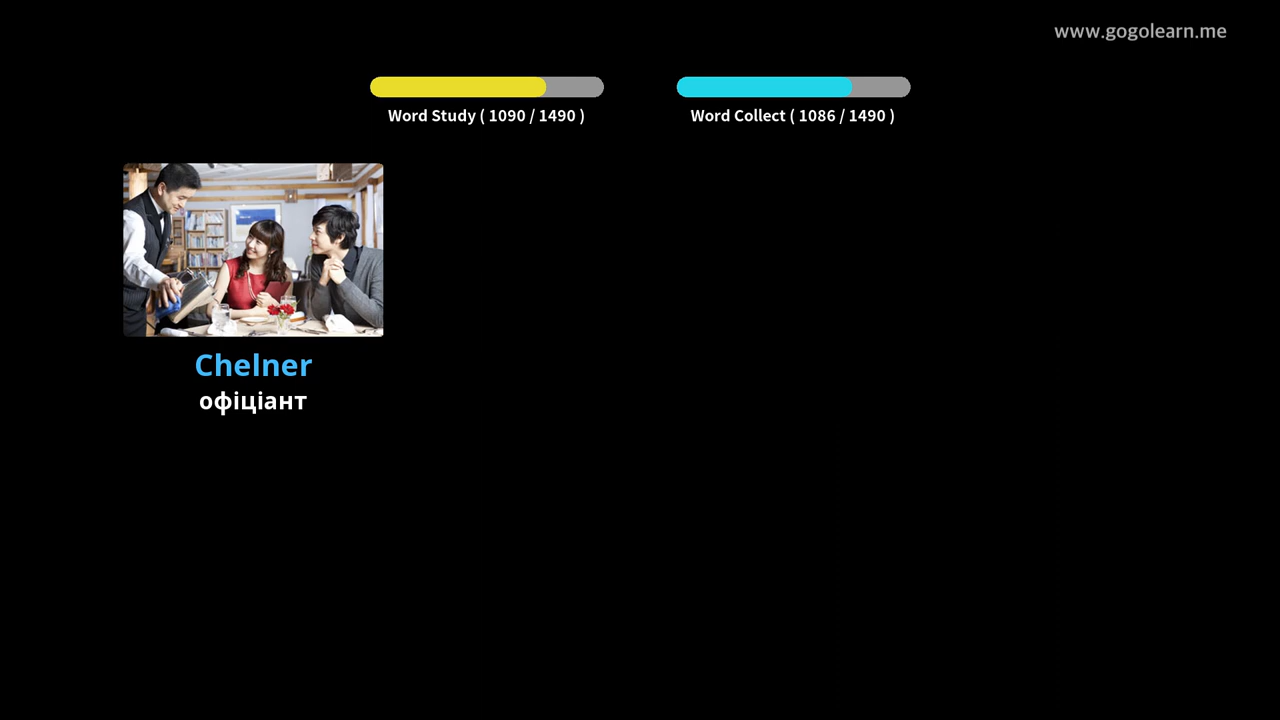 www.gogolearn.me
Word Study ( 1090 / 1490 )
Word Collect ( 1086 / 1490 )
Chelner
офіціант